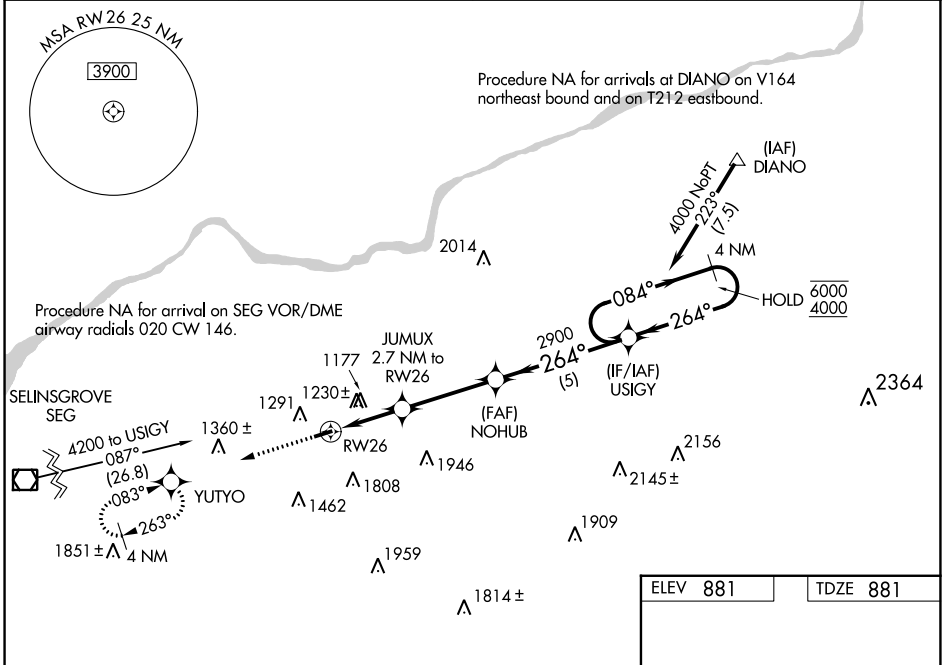 MSA RW26 25 NM
3900
Procedure NA for arrivals at DIANO on V164
northeast bound and on T212 eastbound.
(IAF)
DIANO
4000 NoPT
223°
(7.5)
4 NM
2014
084°
HOLD 6000
4000
264°
Procedure NA for arrival on SEG VOR/DME
airway radials 020 CW 146.
JUMUX
2.7 NM to
RW26
2900
264°
(5)
(IF/IAF)
USIGY
1177
1230±
1291
(FAF)
NOHUB
2364
SELINSGROVE
SEG
4200 to USIGY
087°
(26.8)
1360±
RW26
1946
2156
2145±
083°
YUTYO
263°
4 NM
1808
1462
1851±
1909
1959
1814±
ELEV 881
TDZE 881